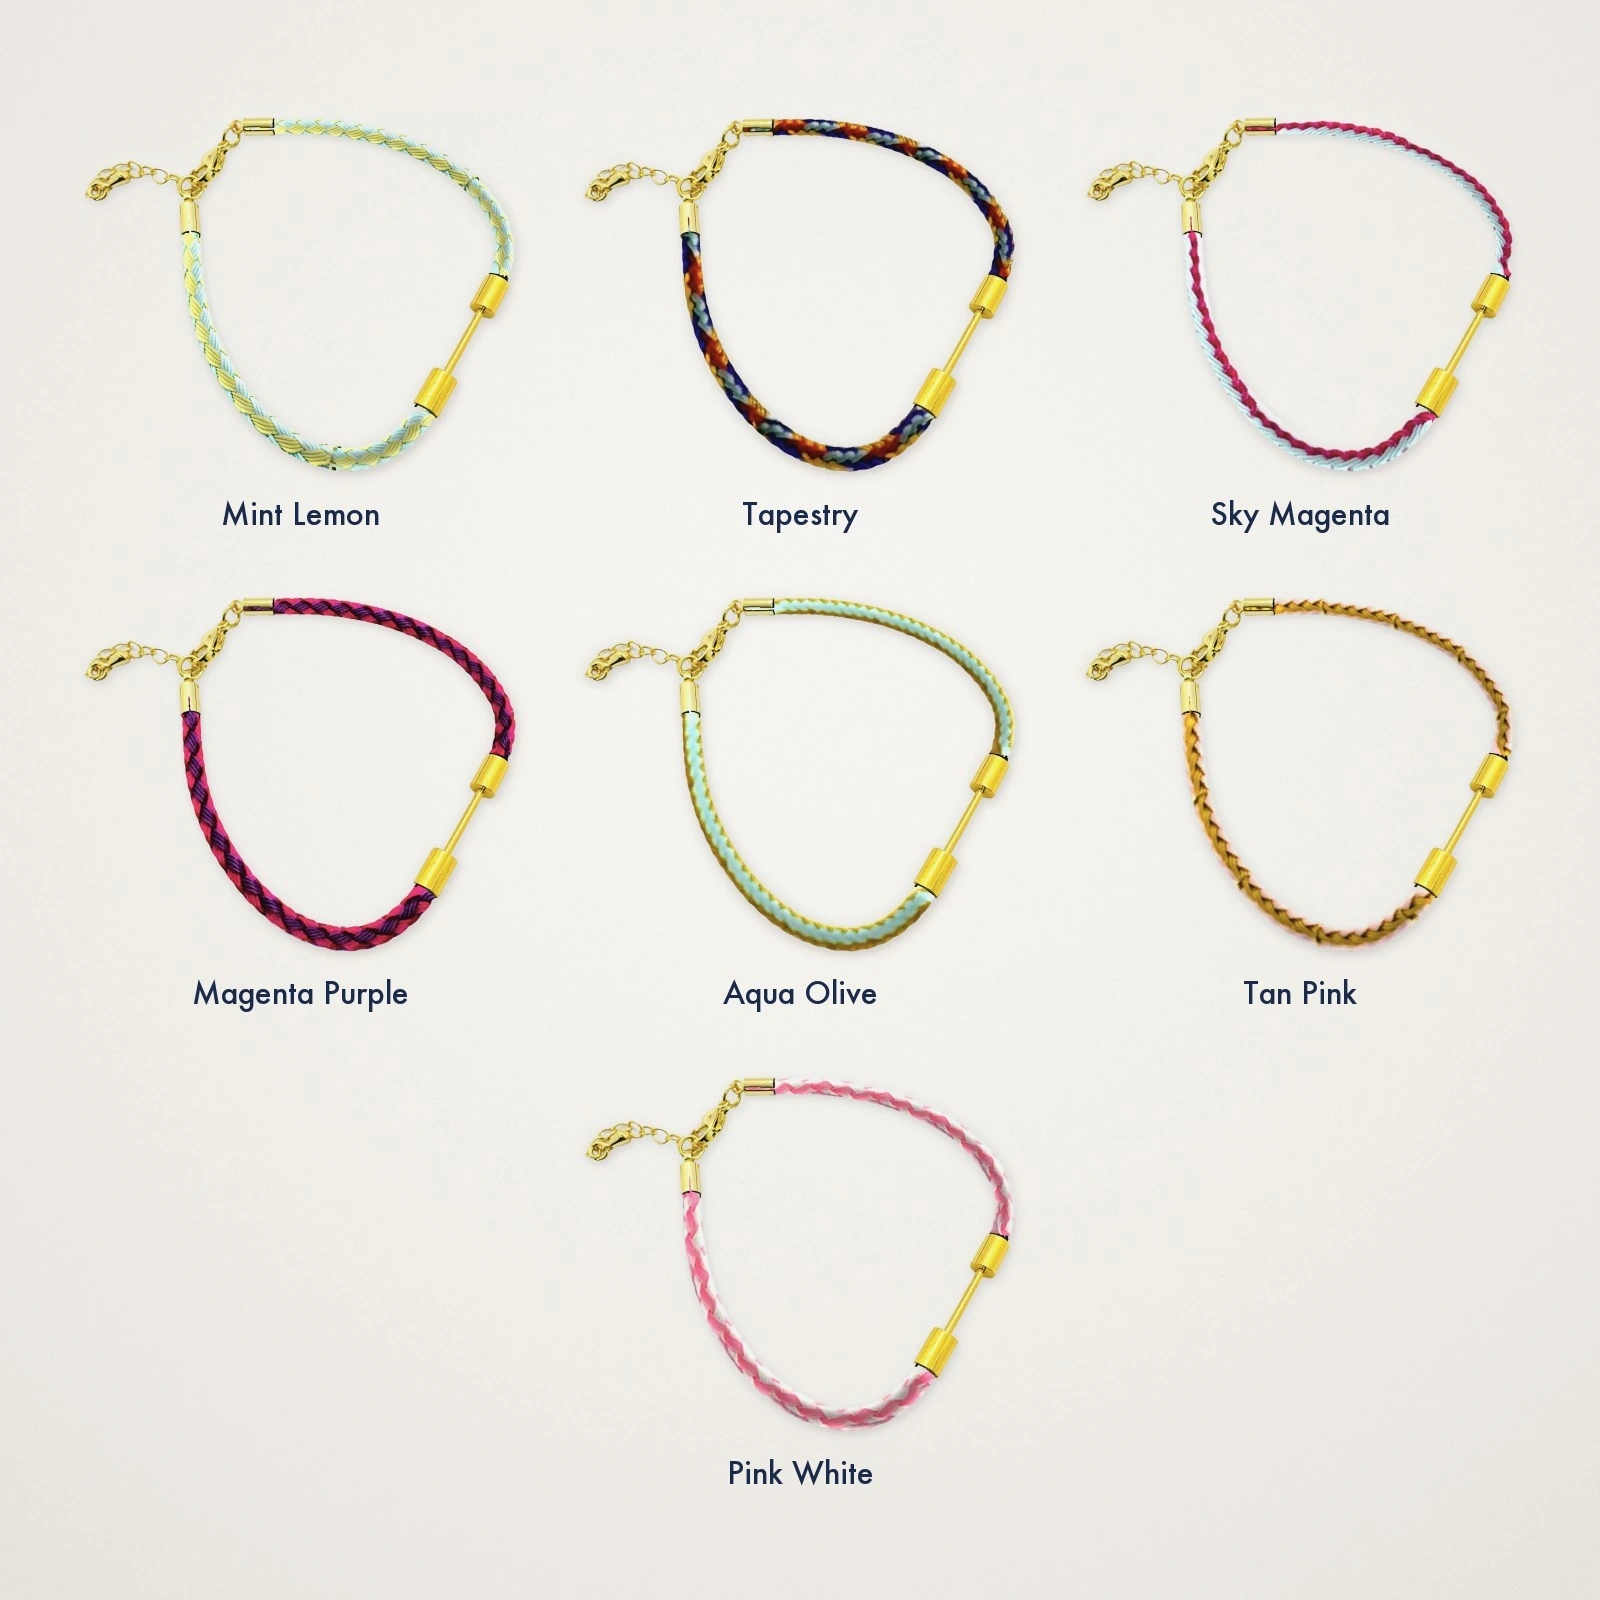 Mint Lemon
Tapestry
Sky Magenta
Magenta Purple
Aqua Olive
Tan Pink
Pink White